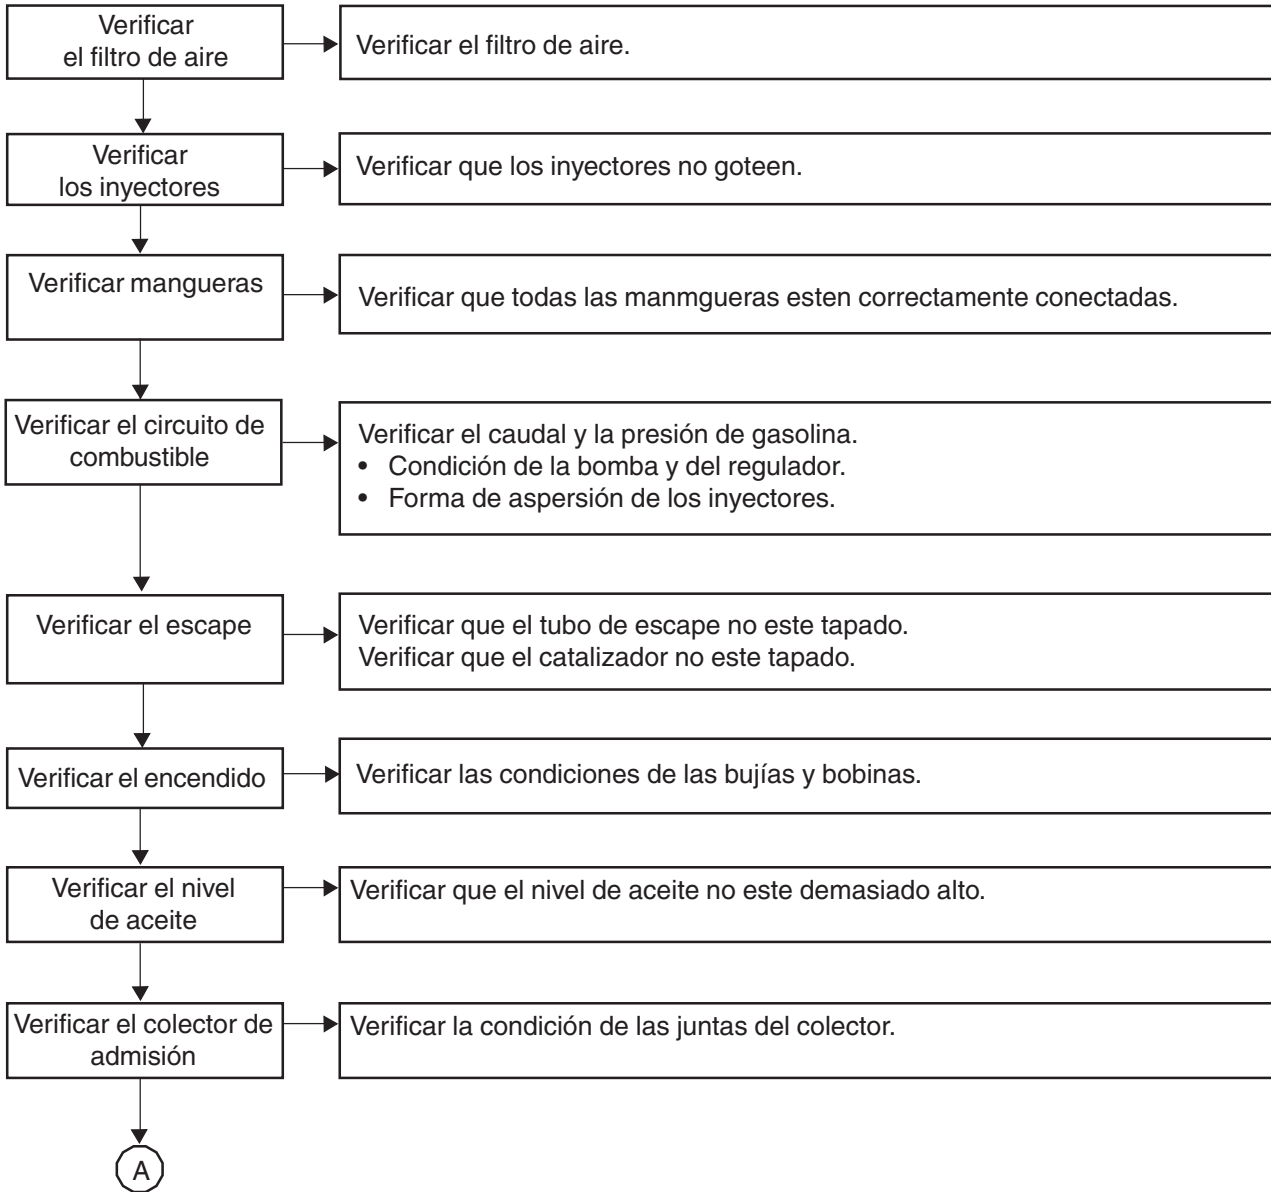 Verificar
el filtro de aire
Verificar el filtro de aire.
Verificar
los inyectores
Verificar que los inyectores no goteen.
Verificar mangueras
Verificar que todas las manmgueras esten correctamente conectadas.
Verificar el circuito de
combustible
Verificar el caudal y la presión de gasolina.
• Condición de la bomba y del regulador.
• Forma de aspersión de los inyectores.
Verificar el escape
Verificar que el tubo de escape no este tapado.
Verificar que el catalizador no este tapado.
Verificar el encendido
Verificar las condiciones de las bujías y bobinas.
Verificar el nivel
de aceite
Verificar que el nivel de aceite no este demasiado alto.
Verificar el colector de
admisión
Verificar la condición de las juntas del colector.
A